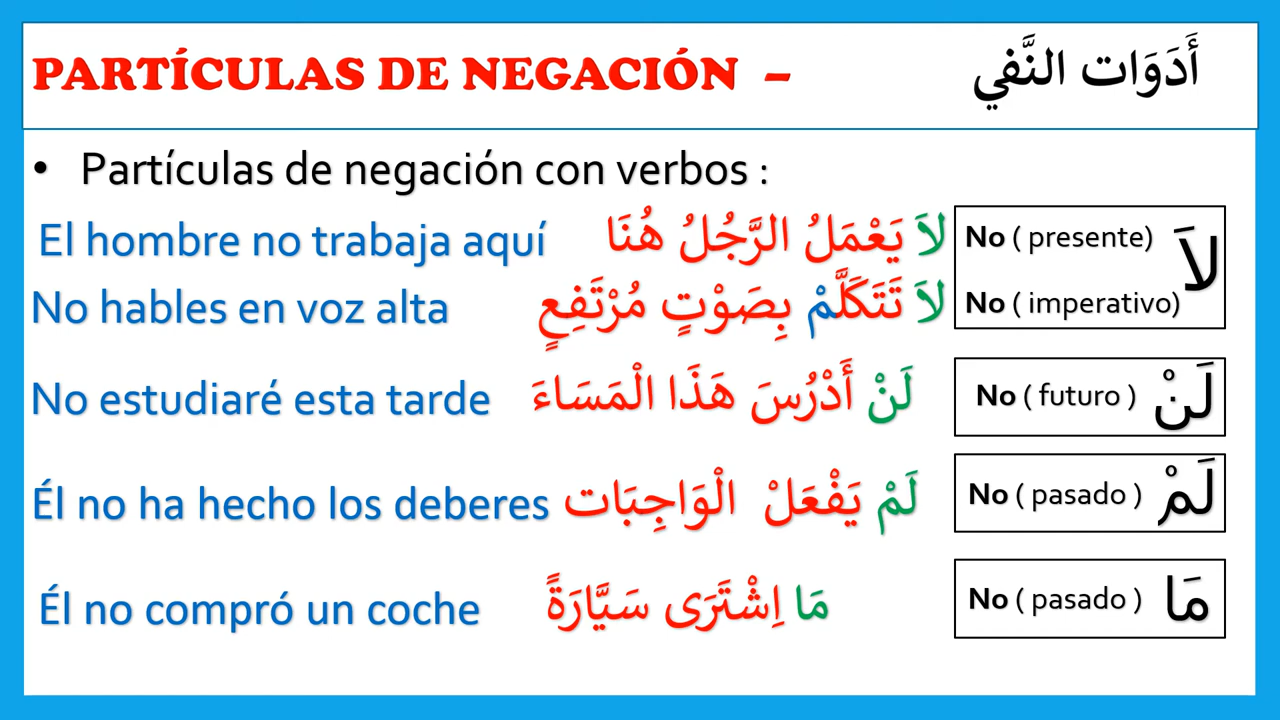 PARTÍCULAS DE NEGACIÓN – أَدَوَات النَّفي
• Partículas de negación con verbos :
El hombre no trabaja aquí لاَ يَعْمَلُ الرَّجُلُ هُنَا No ( presente) لاَ
No hables en voz alta لاَ تَتَكَلَّمْ بِصَوْتٍ مُرْتَفِعٍ No ( imperativo)
No estudiaré esta tarde لَنْ أَدْرُسَ هَذَا الْمَسَاءَ No ( futuro ) لَنْ
Él no ha hecho los deberes لَمْ يَفْعَلْ الْوَاجِبَات No ( pasado ) لَمْ
Él no compró un coche مَا اِشْتَرَى سَيَّارَةً No ( pasado ) مَا